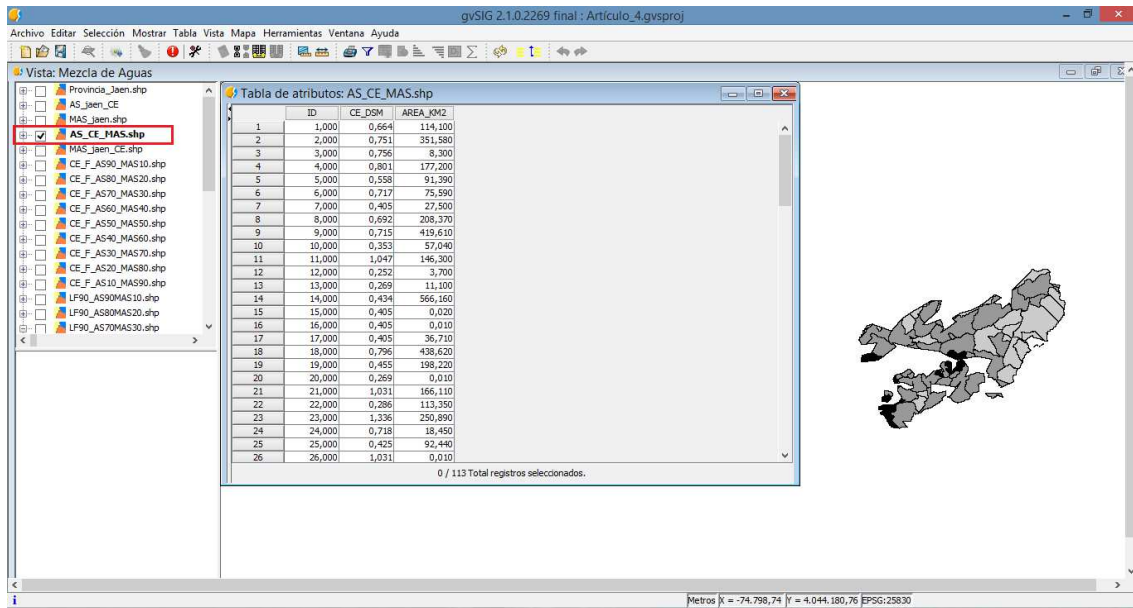 gvSIG 2.1.0.2269 final : Artículo_4.gvsproj
Archivo Editar Selección Mostrar Tabla Vista Mapa Herramientas Ventana Ayuda
Vista: Mezcla de Aguas
Provincia_Jaen.shp
AS_jaen_CE
MAS_jaen.shp
AS_CE_MAS.shp
MAS_jaen_CE.shp
CE_F_AS90_MAS10.shp
CE_F_AS80_MAS20.shp
CE_F_AS70_MAS30.shp
CE_F_AS60_MAS40.shp
CE_F_AS50_MAS50.shp
CE_F_AS40_MAS60.shp
CE_F_AS30_MAS70.shp
CE_F_AS20_MAS80.shp
CE_F_AS10_MAS90.shp
LF90_AS90MAS10.shp
LF90_AS80MAS20.shp
LF90_AS70MAS30.shp
Tabla de atributos: AS_CE_MAS.shp
ID CE_DSM AREA_KM2
1 1,000 0,664 114,100
2 2,000 0,751 351,580
3 3,000 0,756 8,300
4 4,000 0,801 177,200
5 5,000 0,558 91,390
6 6,000 0,717 75,590
7 7,000 0,405 27,500
8 8,000 0,692 208,370
9 9,000 0,715 419,610
10 10,000 0,353 57,040
11 11,000 1,047 146,300
12 12,000 0,252 3,700
13 13,000 0,269 11,100
14 14,000 0,434 566,160
15 15,000 0,405 0,020
16 16,000 0,405 0,010
17 17,000 0,405 36,710
18 18,000 0,796 438,620
19 19,000 0,455 198,220
20 20,000 0,269 0,010
21 21,000 1,031 166,110
22 22,000 0,286 113,350
23 23,000 1,336 250,890
24 24,000 0,718 18,450
25 25,000 0,425 92,440
26 26,000 1,031 0,010
0 / 113 Total registros seleccionados.
Metros X = -74.798,74 Y = 4.044.180,76 EPSG:25830